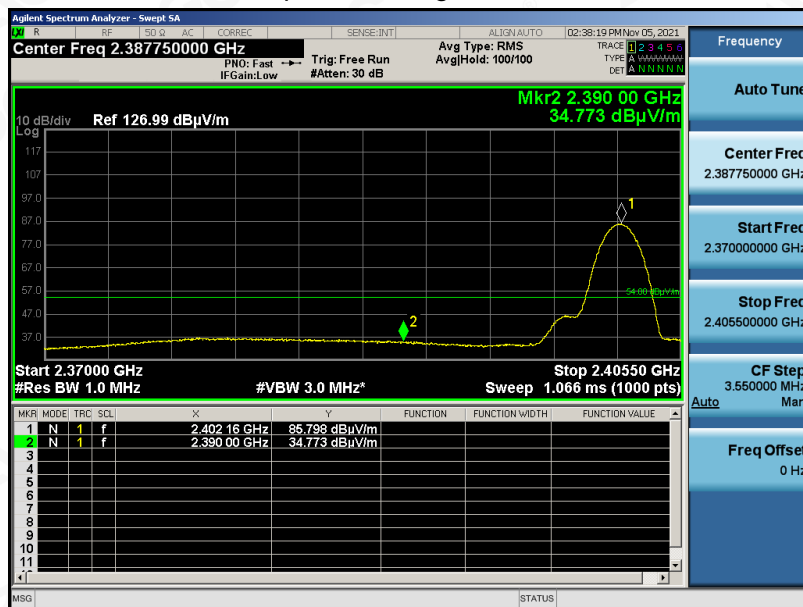 Agilent Spectrum Analyzer - Swept SA
LXI R RF 50 Ω AC CORREC SENSE:INT ALIGN AUTO 02:38:19 PM Nov 05, 2021
Center Freq 2.387750000 GHz
PNO: Fast
IFGain:Low
Trig: Free Run
#Atten: 30 dB
Avg Type: RMS
Avg|Hold: 100/100
TRACE 1 2 3 4 5 6
TYPE A WWWWW
DET A N N N N N
Mkr2 2.390 00 GHz
34.773 dBµV/m
10 dB/div Ref 126.99 dBµV/m
Log
117
107
97.0
87.0
77.0
67.0
57.0
47.0
37.0
1
2
54.00 dBµV/m
Start 2.37000 GHz Stop 2.40550 GHz
#Res BW 1.0 MHz #VBW 3.0 MHz* Sweep 1.066 ms (1000 pts)
MKR MODE TRC SCL X Y FUNCTION FUNCTION WIDTH FUNCTION VALUE
1 N 1 f 2.402 16 GHz 85.798 dBµV/m
2 N 1 f 2.390 00 GHz 34.773 dBµV/m
3
4
5
6
7
8
9
10
11
MSG STATUS
Frequency
Auto Tune
Center Freq
2.387750000 GHz
Start Freq
2.370000000 GHz
Stop Freq
2.405500000 GHz
CF Step
3.550000 MHz
Auto Man
Freq Offset
0 Hz